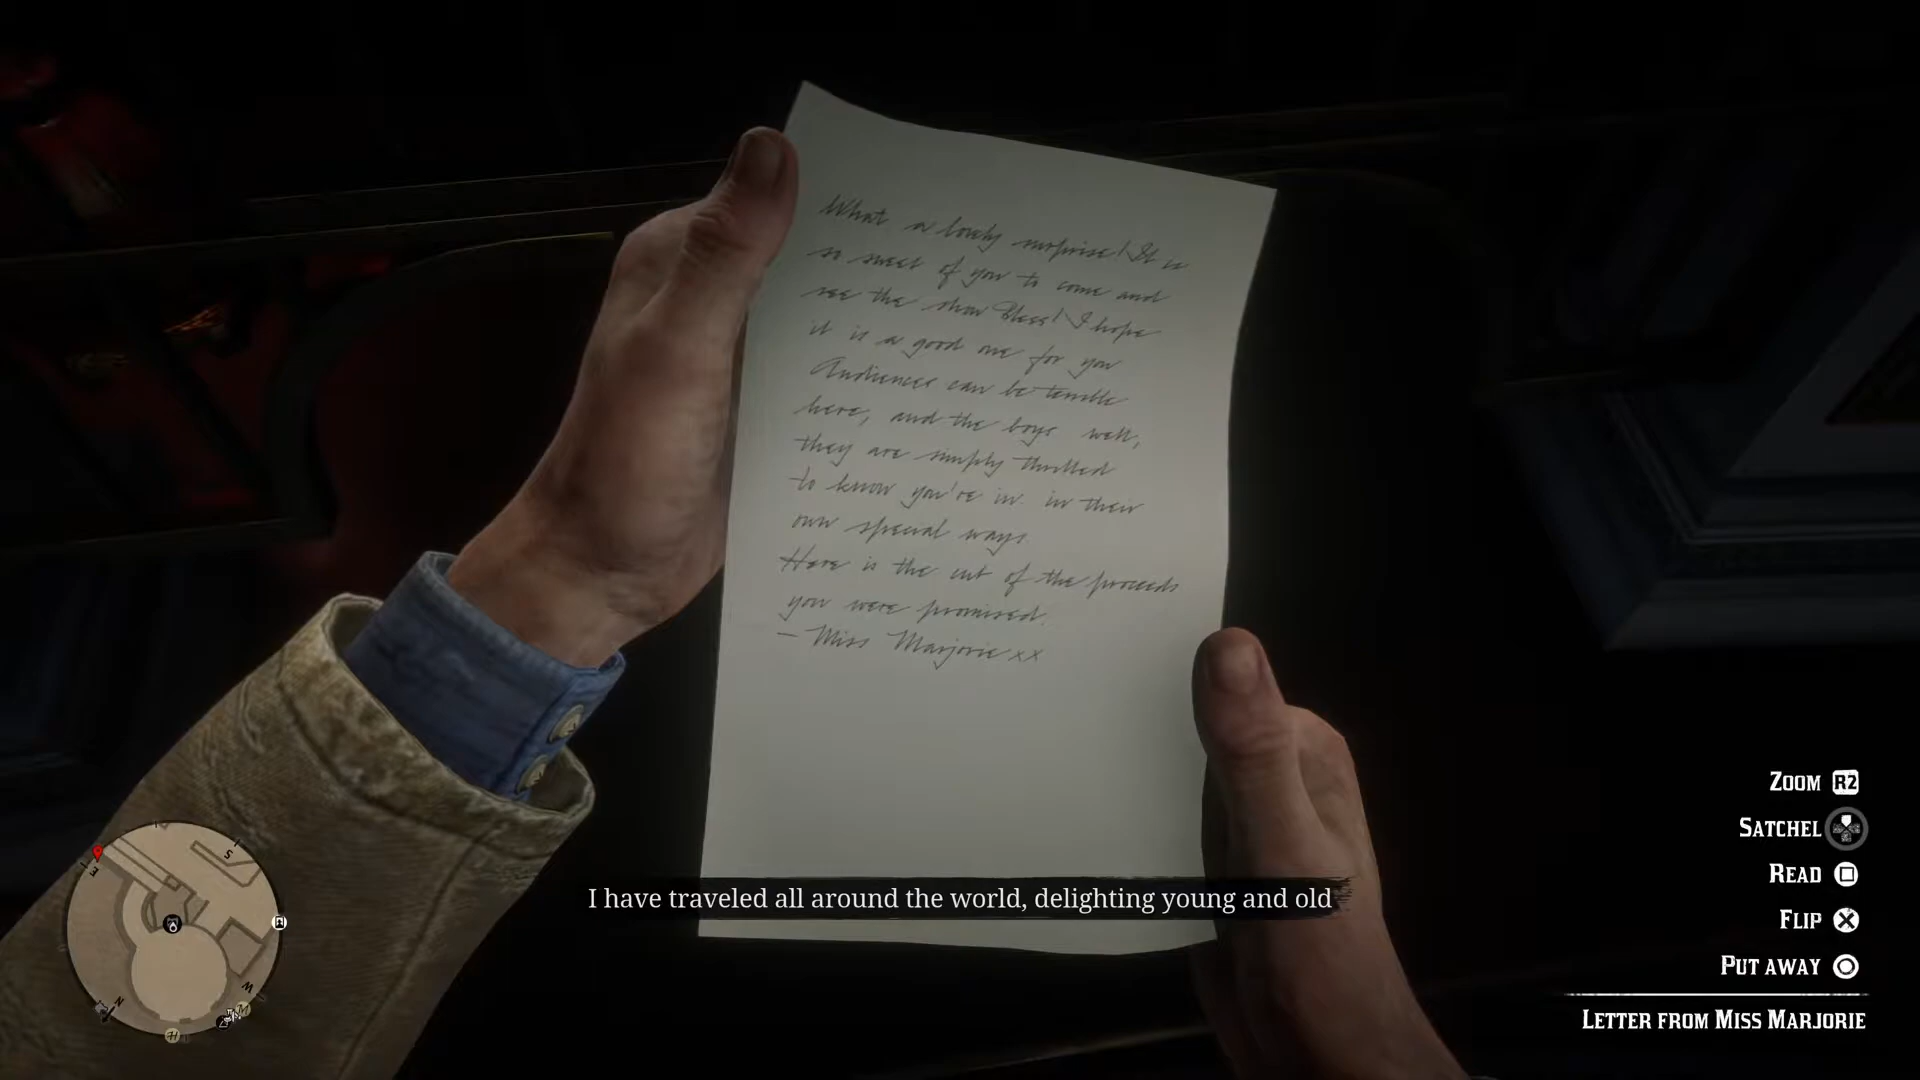 What a lovely surprise! It is
so sweet of you to come and
see the show Bless! I hope
it is a good one for you
Audiences can be terrible
here, and the boys well,
they are simply thrilled
to know you're in in their
own special ways.
Here is the cut of the proceeds
you were promised.
– Miss Marjorie xx
I have traveled all around the world, delighting young and old
ZOOM R2
SATCHEL
READ
FLIP
PUT AWAY
LETTER FROM MISS MARJORIE
S
E
N
W
H
M